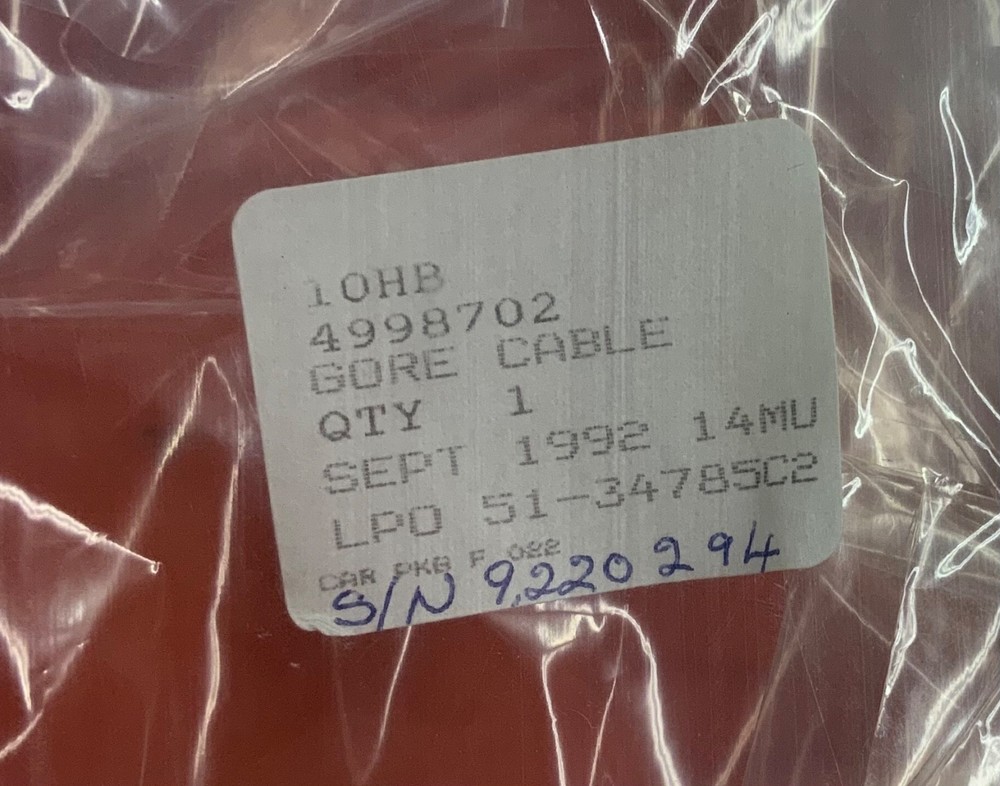 10HB
4998702
GORE CABLE
QTY 1
SEPT 1992 14MU
LPO 51-34785C2
CAR PKG F 022
S/N 9220294